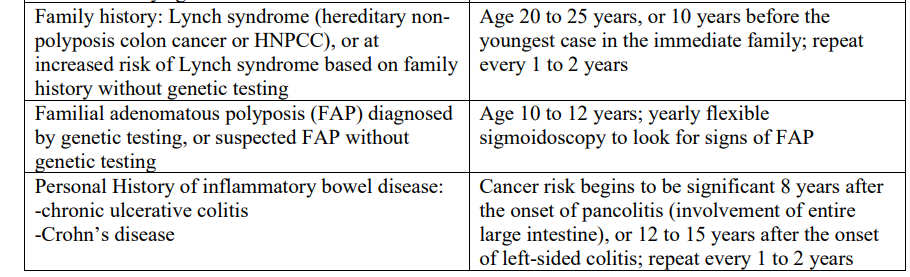 Family history: Lynch syndrome (hereditary non-
polyposis colon cancer or HNPCC), or at
increased risk of Lynch syndrome based on family
history without genetic testing
Age 20 to 25 years, or 10 years before the
youngest case in the immediate family; repeat
every 1 to 2 years
Familial adenomatous polyposis (FAP) diagnosed
by genetic testing, or suspected FAP without
genetic testing
Age 10 to 12 years; yearly flexible
sigmoidoscopy to look for signs of FAP
Personal History of inflammatory bowel disease:
-chronic ulcerative colitis
-Crohn's disease
Cancer risk begins to be significant 8 years after
the onset of pancolitis (involvement of entire
large intestine), or 12 to 15 years after the onset
of left-sided colitis; repeat every 1 to 2 years